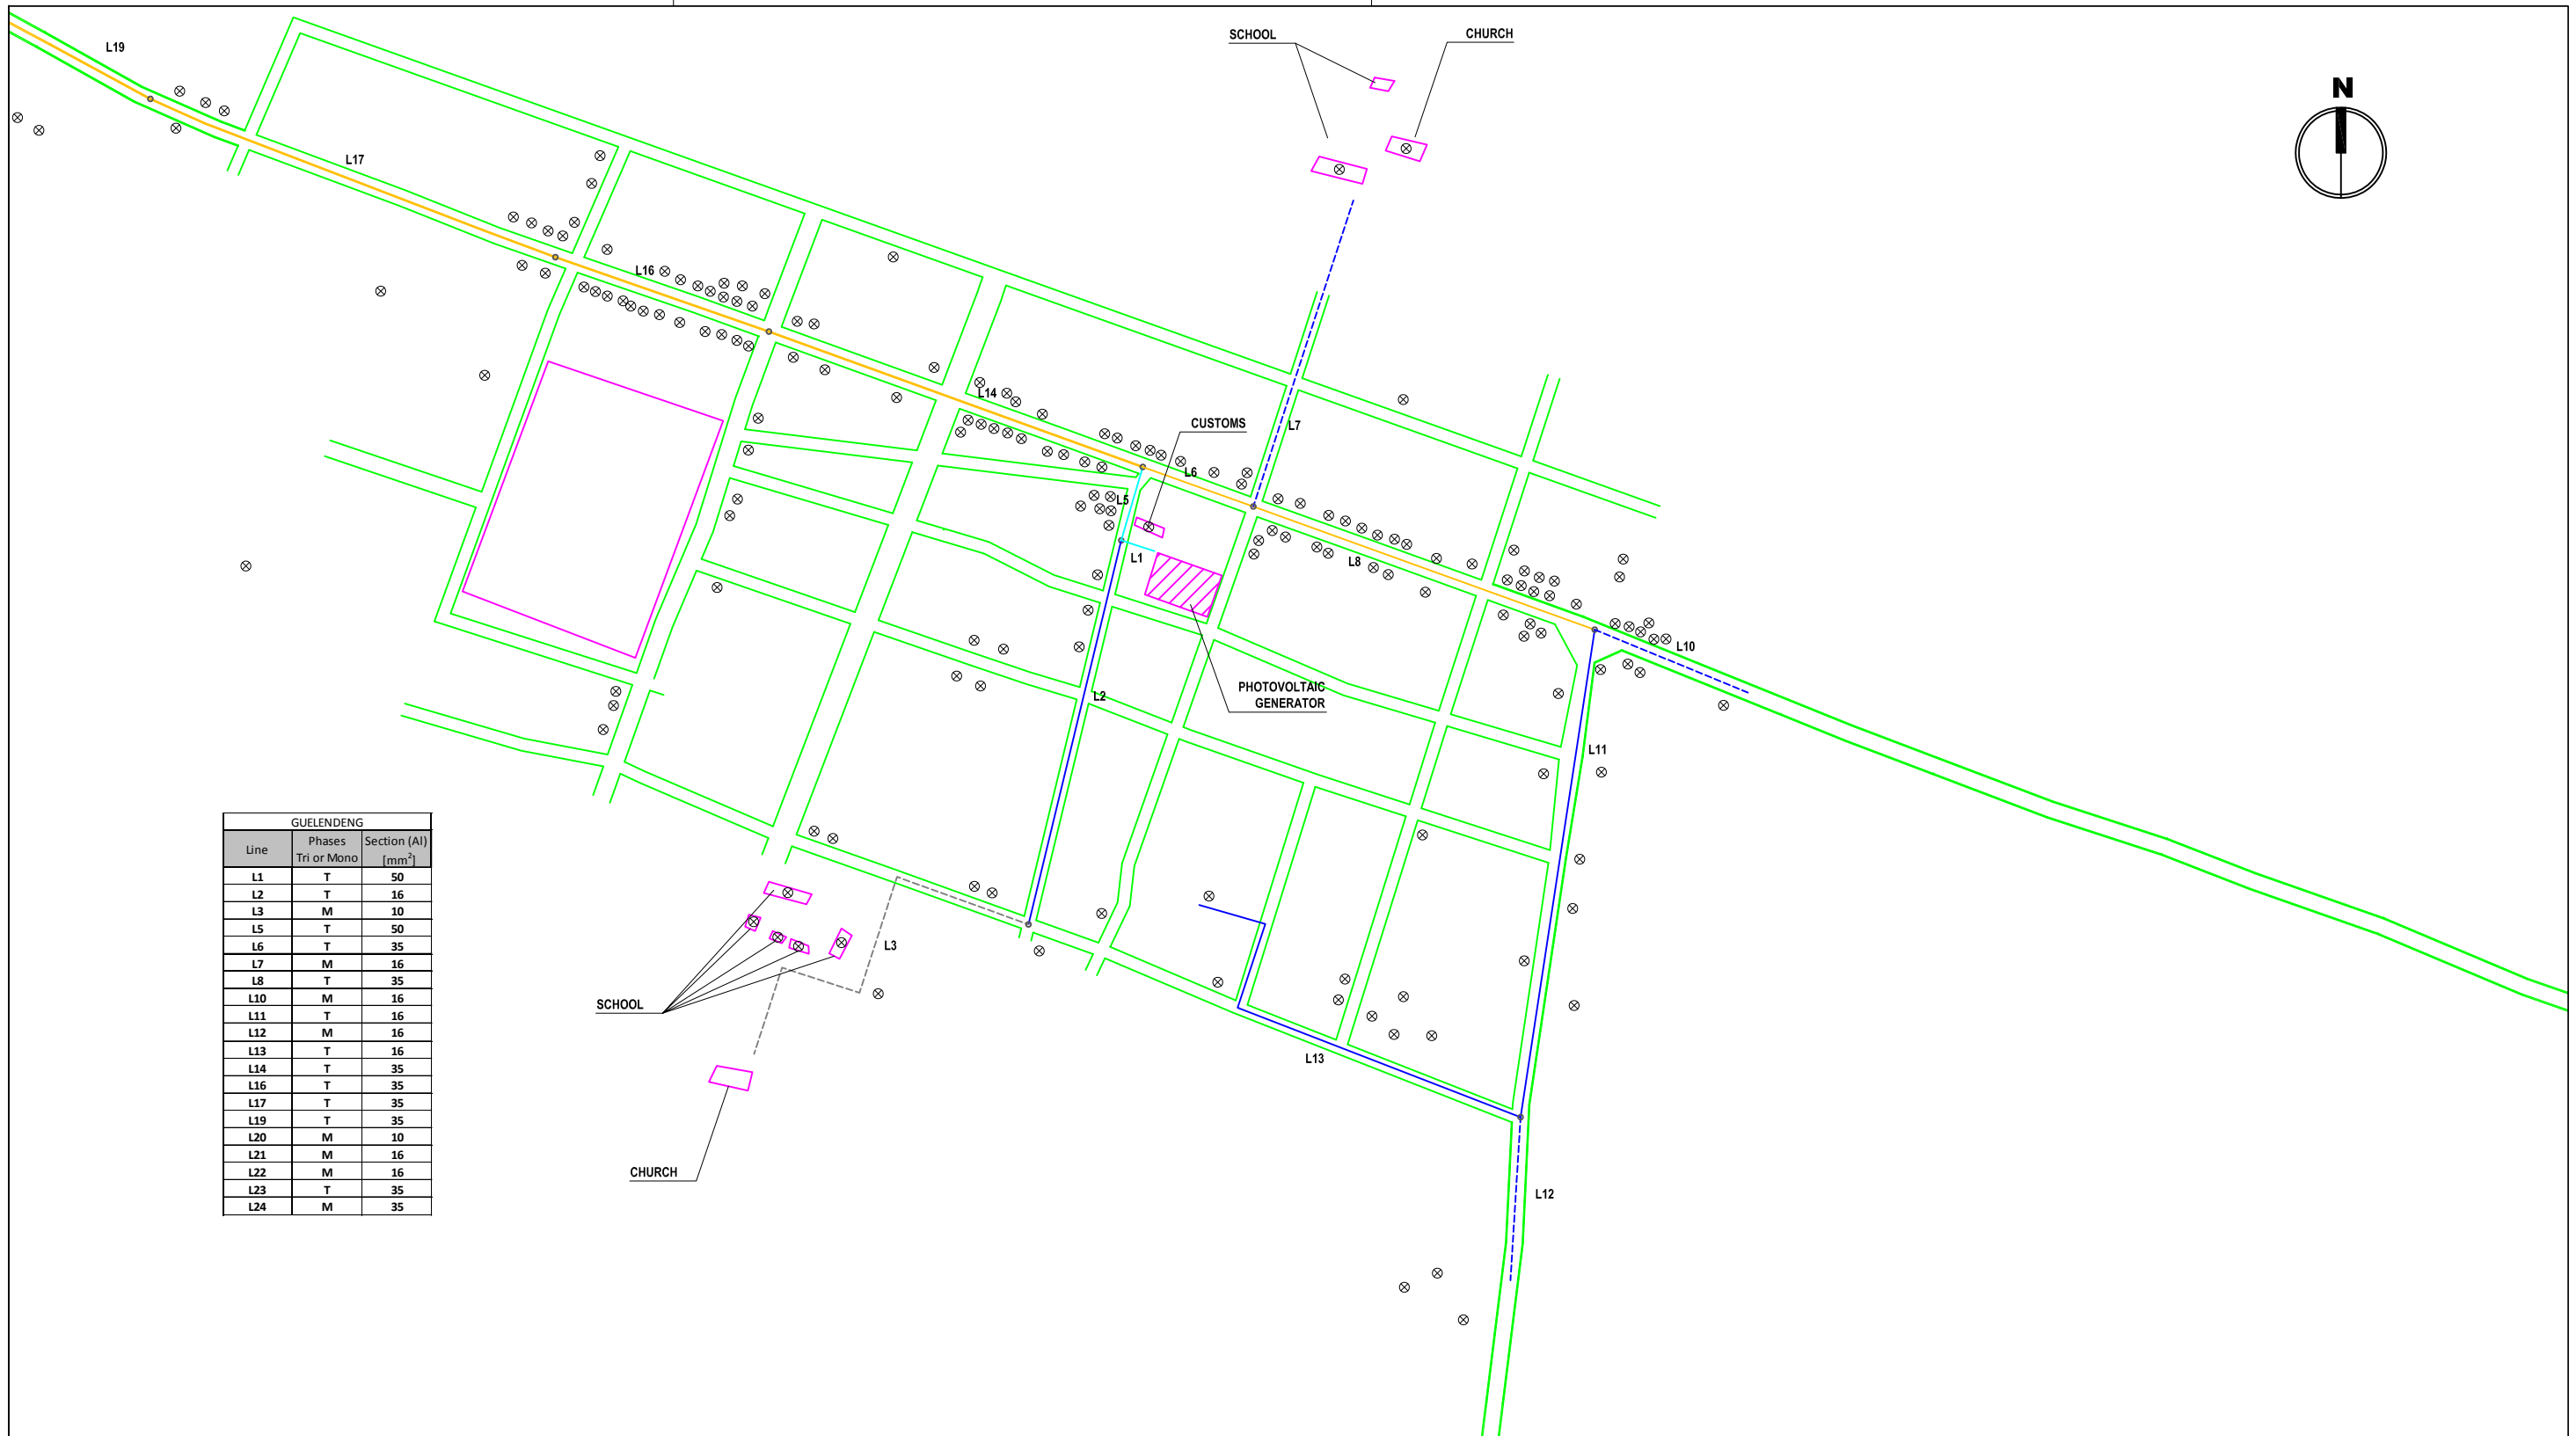 SCHOOL
CHURCH
L19
N
L17
L16
L14
CUSTOMS
L7
L6
L5
L1
L8
L10
PHOTOVOLTAIC
GENERATOR
L2
L11
GUELENDENG
Line Phases Tri or Mono Section (Al) [mm²]
L1 T 50
L2 T 16
L3 M 10
L5 T 50
L6 T 35
L7 M 16
L8 T 35
L10 M 16
L11 T 16
L12 M 16
L13 T 16
L14 T 35
L16 T 35
L17 T 35
L19 T 35
L20 M 10
L21 M 16
L22 M 16
L23 T 35
L24 M 35
L3
SCHOOL
L13
CHURCH
L12